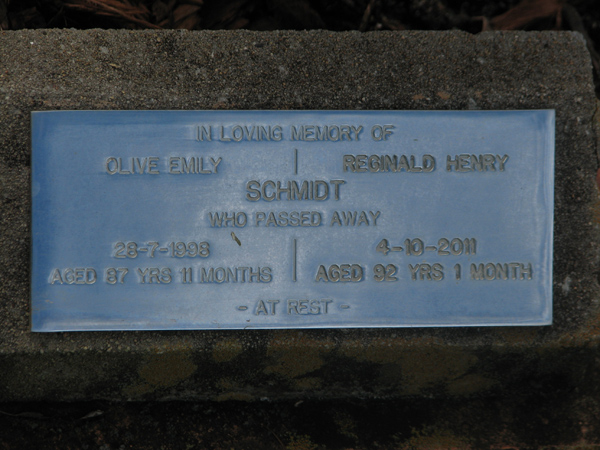 IN LOVING MEMORY OF
OLIVE EMILY | REGINALD HENRY
SCHMIDT
WHO PASSED AWAY
28-7-1998 | 4-10-2011
AGED 87 YRS 11 MONTHS | AGED 92 YRS 1 MONTH
- AT REST -